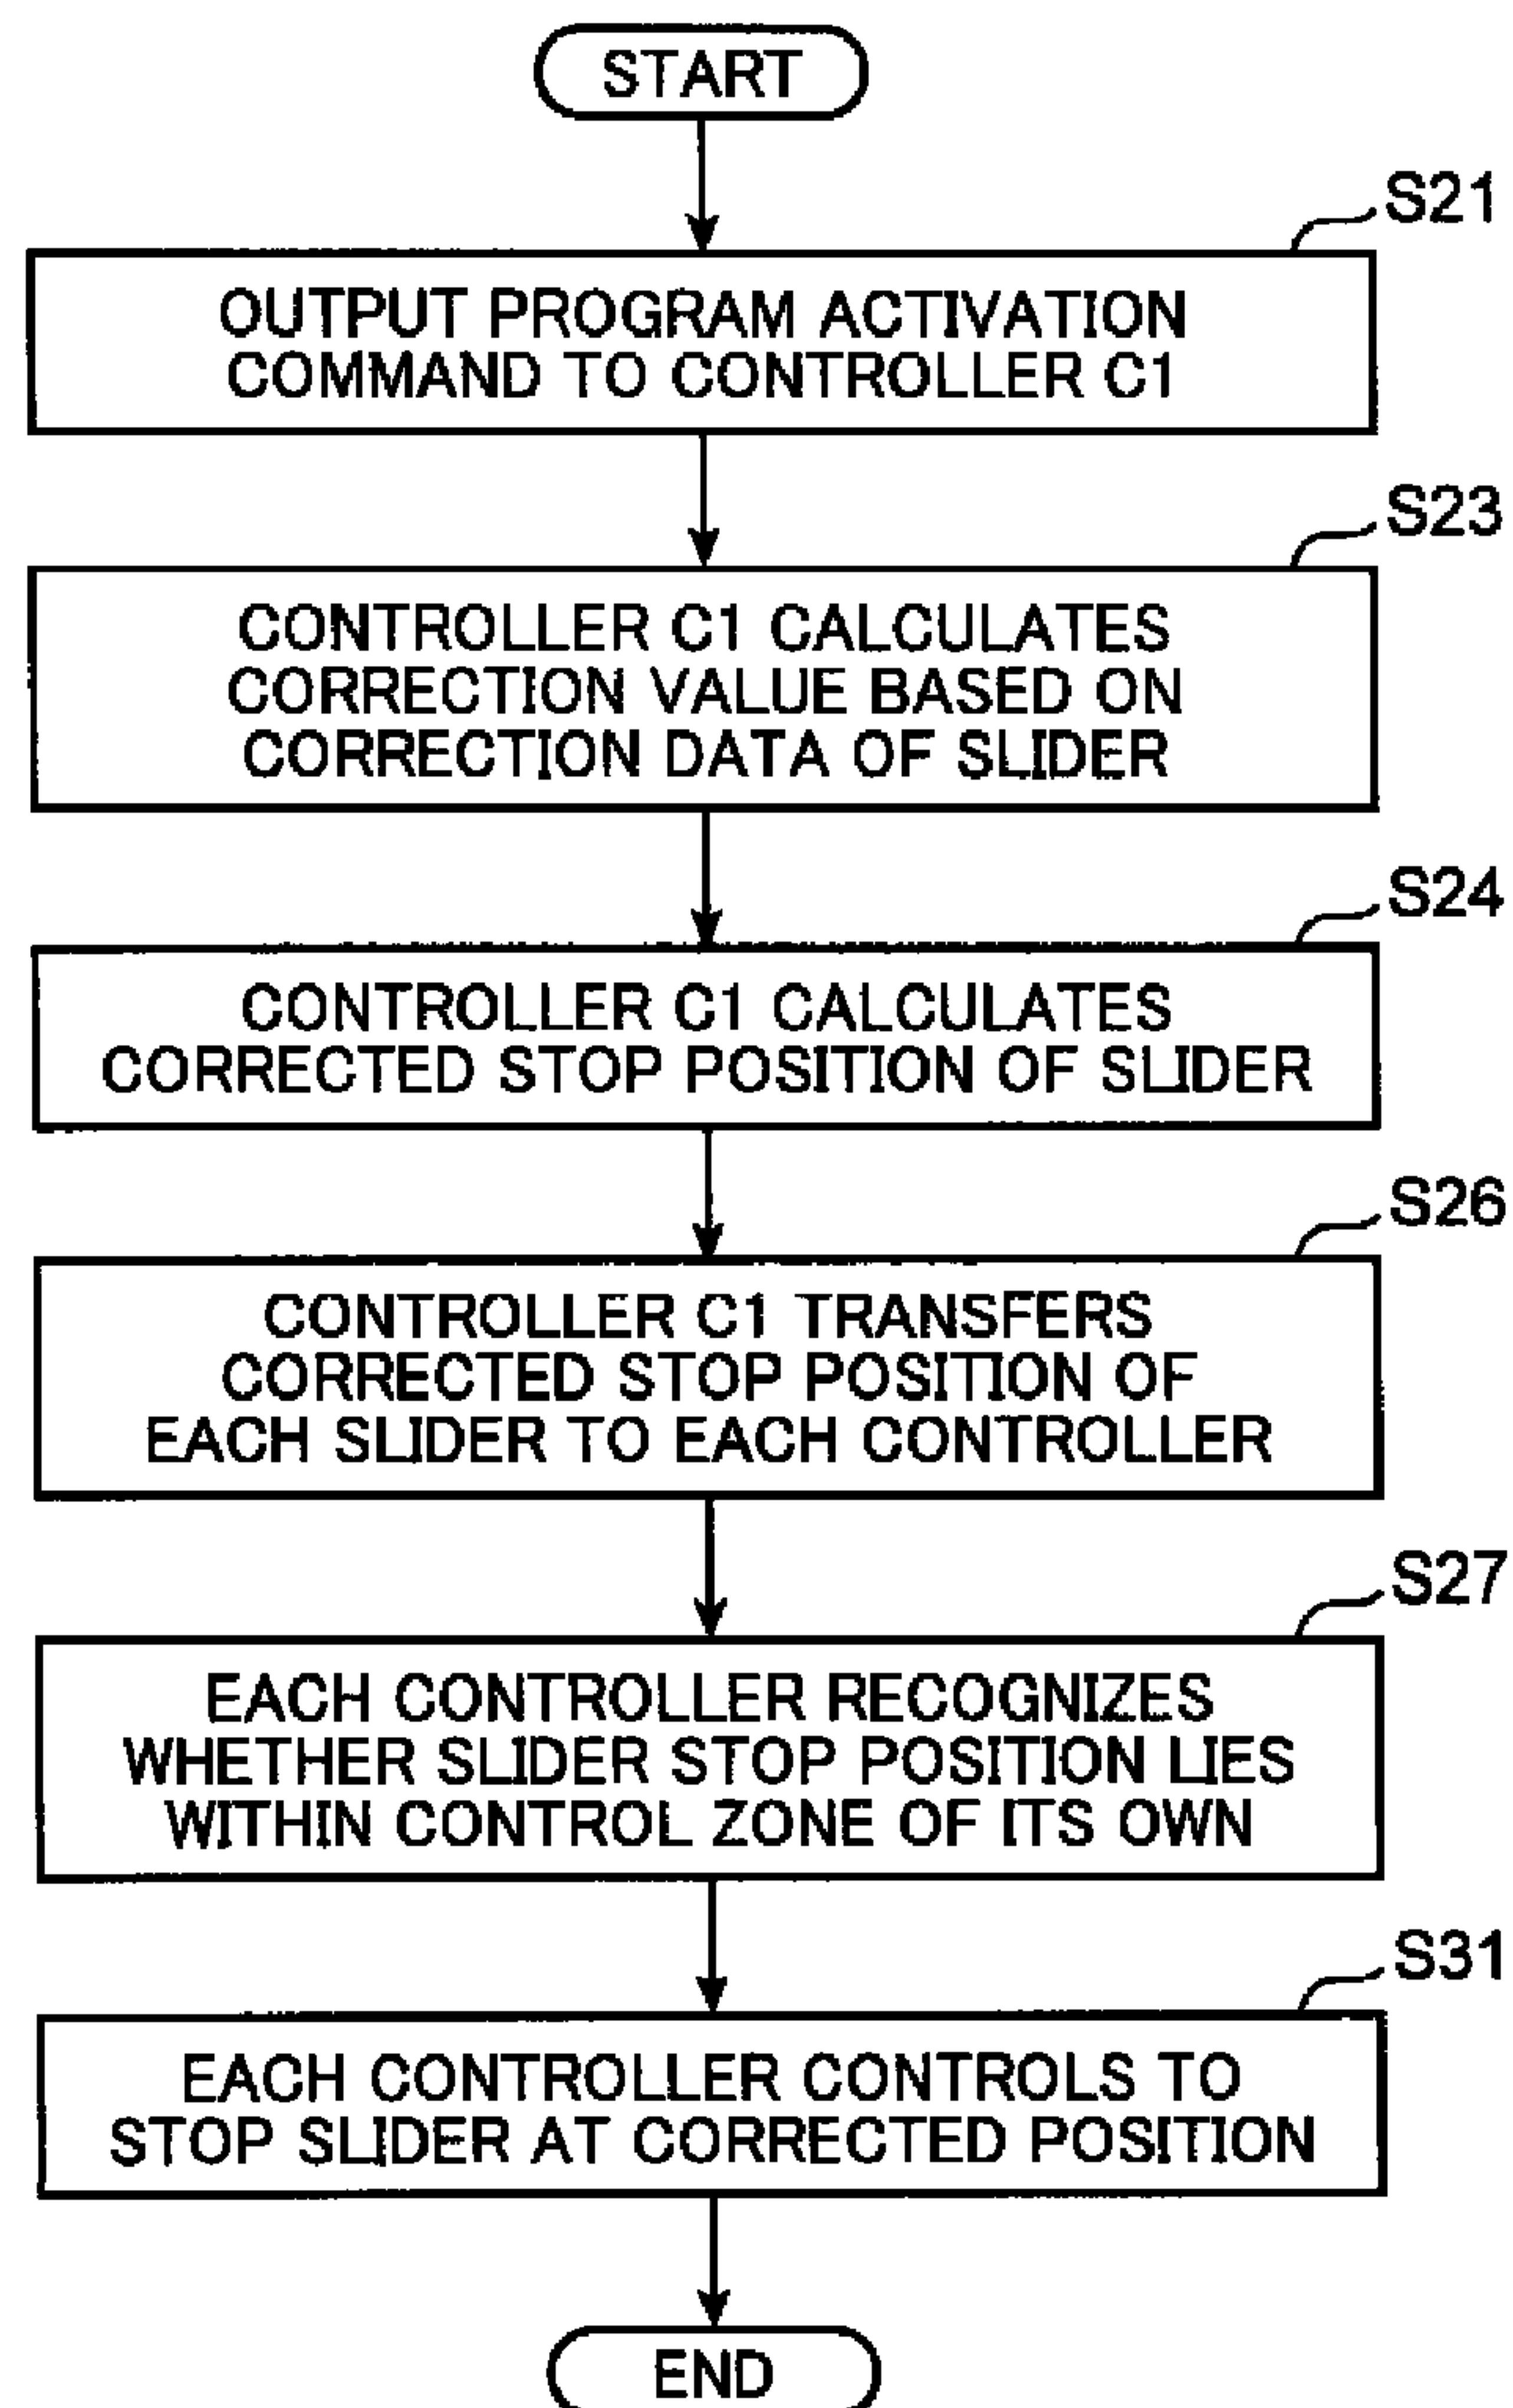 START
S21
OUTPUT PROGRAM ACTIVATION
COMMAND TO CONTROLLER C1
S23
CONTROLLER C1 CALCULATES
CORRECTION VALUE BASED ON
CORRECTION DATA OF SLIDER
S24
CONTROLLER C1 CALCULATES
CORRECTED STOP POSITION OF SLIDER
S26
CONTROLLER C1 TRANSFERS
CORRECTED STOP POSITION OF
EACH SLIDER TO EACH CONTROLLER
S27
EACH CONTROLLER RECOGNIZES
WHETHER SLIDER STOP POSITION LIES
WITHIN CONTROL ZONE OF ITS OWN
S31
EACH CONTROLLER CONTROLS TO
STOP SLIDER AT CORRECTED POSITION
END